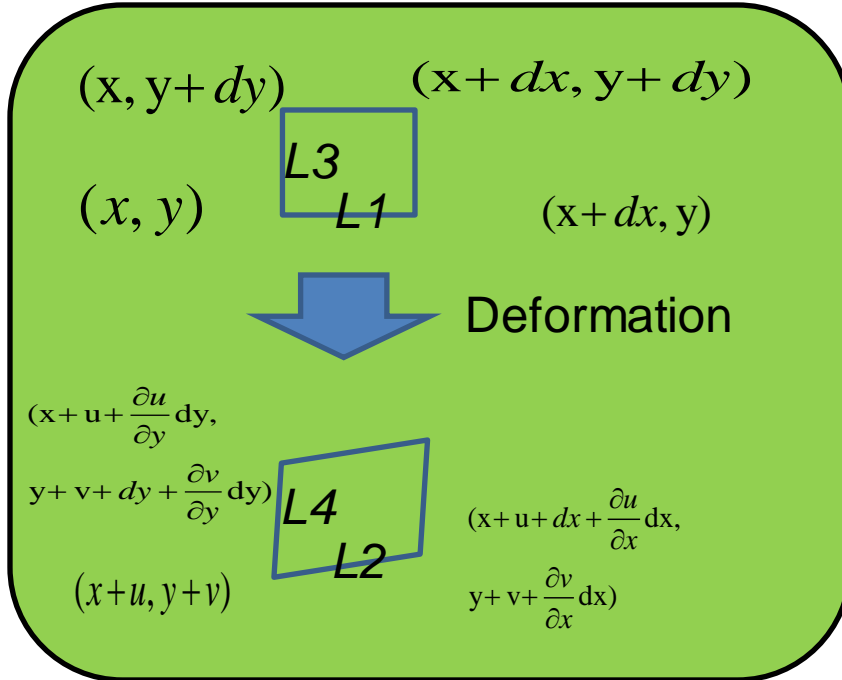 (x, y+dy) (x+dx, y+dy)
L3
(x, y) L1 (x+dx, y)
Deformation
(x+u+∂u/∂y dy,
y+v+dy+∂v/∂y dy)
L4
(x+u+dx+∂u/∂x dx,
L2
(x+u, y+v)
y+v+∂v/∂x dx)